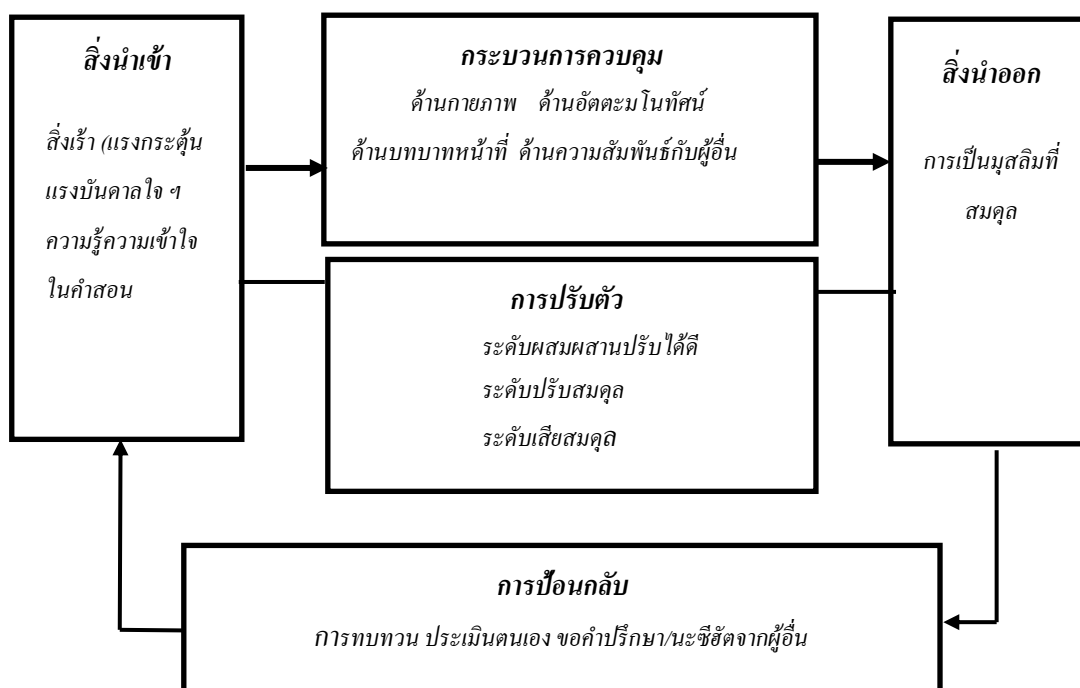 สิ่งนำเข้า
สิ่งเร้า (แรงกระตุ้น
แรงบันดาลใจ ฯ
ความรู้ความเข้าใจ
ในคำสอน
กระบวนการควบคุม
ด้านกายภาพ ด้านอัตตะมโนทัศน์
ด้านบทบาทหน้าที่ ด้านความสัมพันธ์กับผู้อื่น
การปรับตัว
ระดับผสมผสานปรับได้ดี
ระดับปรับสมดุล
ระดับเสียสมดุล
สิ่งนำออก
การเป็นมุสลิมที่
สมดุล
การป้อนกลับ
การทบทวน ประเมินตนเอง ขอคำปรึกษา/นะซีฮัตจากผู้อื่น